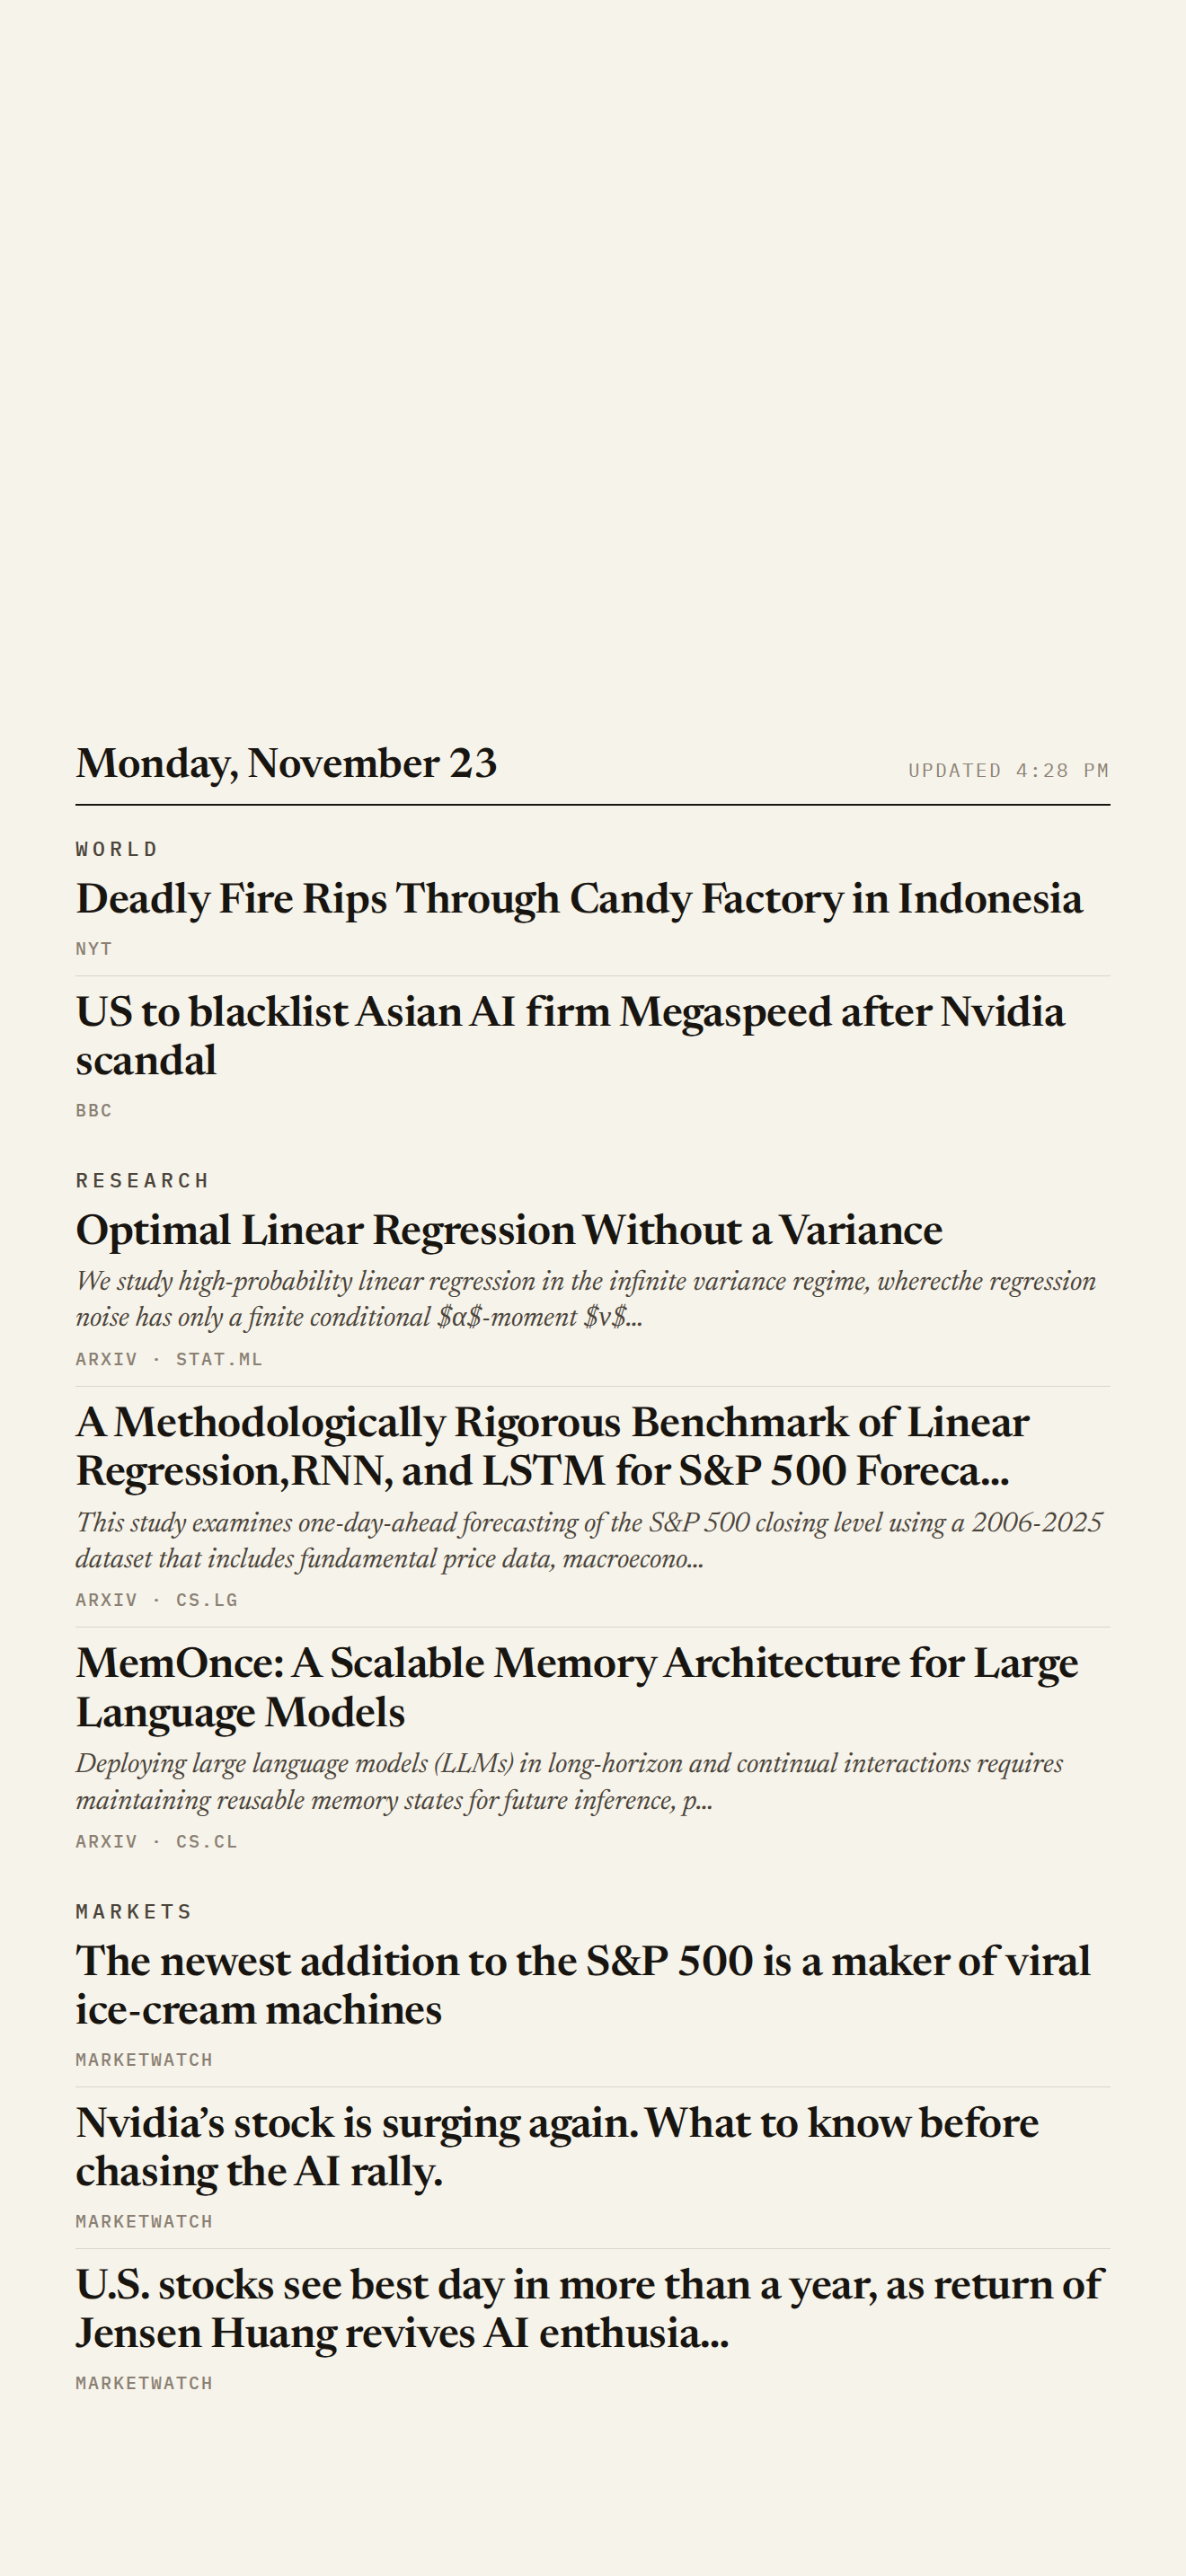 Monday, November 23
UPDATED 4:28 PM
WORLD
Deadly Fire Rips Through Candy Factory in Indonesia
NYT
US to blacklist Asian AI firm Megaspeed after Nvidia
scandal
BBC
RESEARCH
Optimal Linear Regression Without a Variance
We study high-probability linear regression in the infinite variance regime, wherecthe regression
noise has only a finite conditional $α$-moment $ν$...
ARXIV · STAT.ML
A Methodologically Rigorous Benchmark of Linear
Regression,RNN, and LSTM for S&P 500 Foreca...
This study examines one-day-ahead forecasting of the S&P 500 closing level using a 2006-2025
dataset that includes fundamental price data, macroecono...
ARXIV · CS.LG
MemOnce: A Scalable Memory Architecture for Large
Language Models
Deploying large language models (LLMs) in long-horizon and continual interactions requires
maintaining reusable memory states for future inference, p...
ARXIV · CS.CL
MARKETS
The newest addition to the S&P 500 is a maker of viral
ice-cream machines
MARKETWATCH
Nvidia’s stock is surging again. What to know before
chasing the AI rally.
MARKETWATCH
U.S. stocks see best day in more than a year, as return of
Jensen Huang revives AI enthusia...
MARKETWATCH